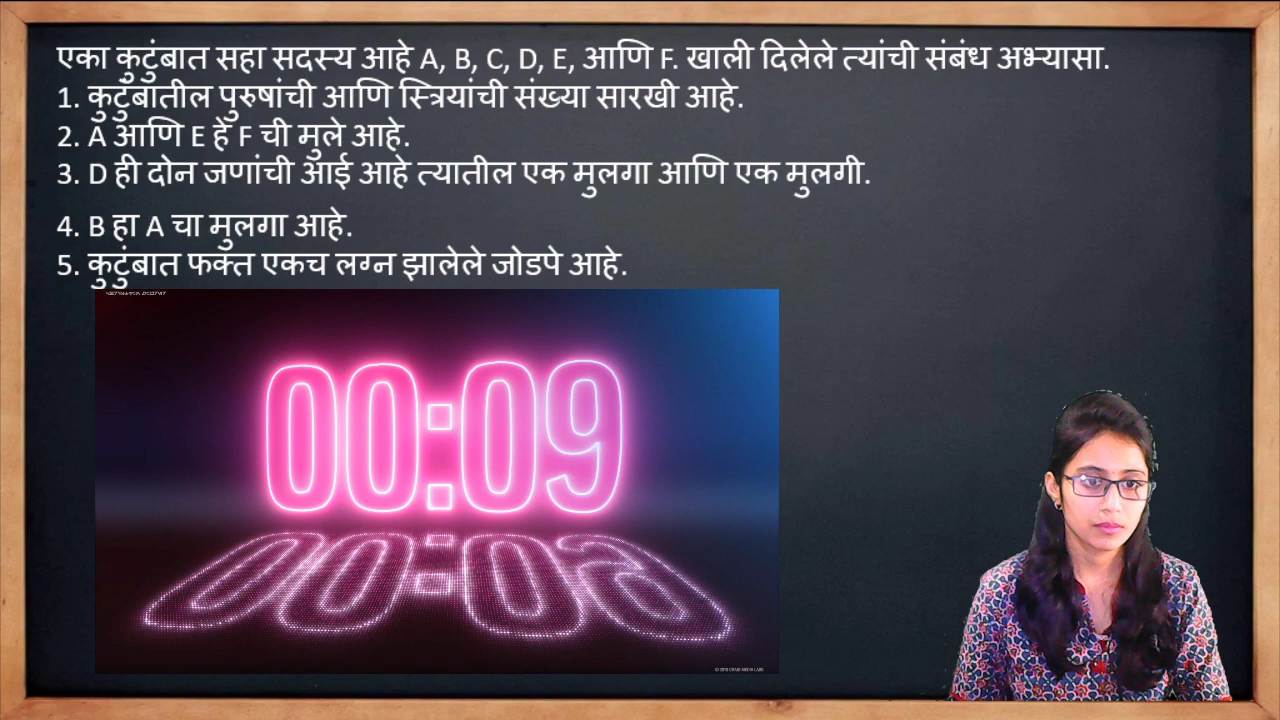 एका कुटुंबात सहा सदस्य आहे A, B, C, D, E, आणि F. खाली दिलेले त्यांची संबंध अभ्यासा.
1. कुटुंबातील पुरुषांची आणि स्त्रियांची संख्या सारखी आहे.
2. A आणि E हे F ची मुले आहे.
3. D ही दोन जणांची आई आहे त्यातील एक मुलगा आणि एक मुलगी.
4. B हा A चा मुलगा आहे.
5. कुटुंबात फक्त एकच लग्न झालेले जोडपे आहे.
00:09